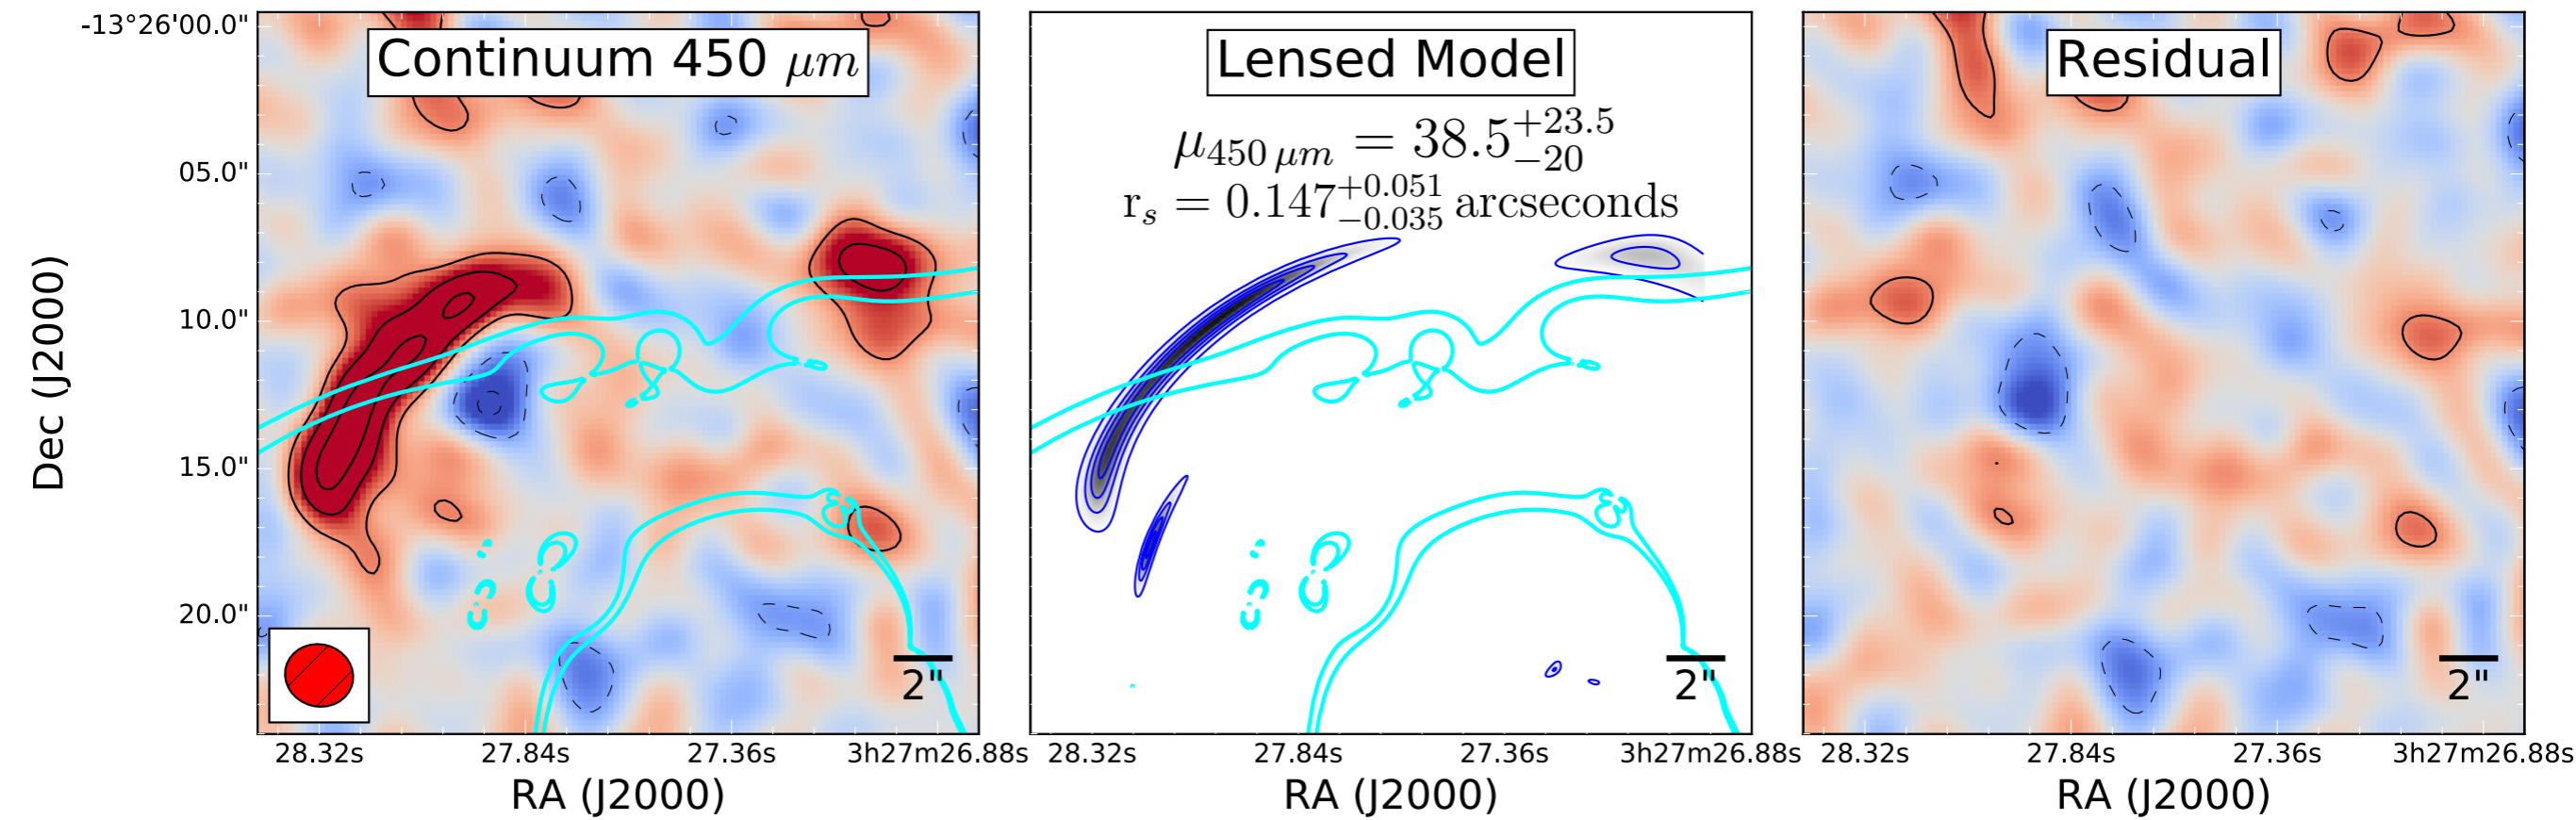 Continuum 450 μm
Lensed Model
Residual
μ450 μm = 38.5+23.5 −20
rs = 0.147+0.051 −0.035 arcseconds
-13°26'00.0"
05.0"
10.0"
15.0"
20.0"
Dec (J2000)
2"
2"
2"
28.32s 27.84s 27.36s 3h27m26.88s
28.32s 27.84s 27.36s 3h27m26.88s
28.32s 27.84s 27.36s 3h27m26.88s
RA (J2000)
RA (J2000)
RA (J2000)